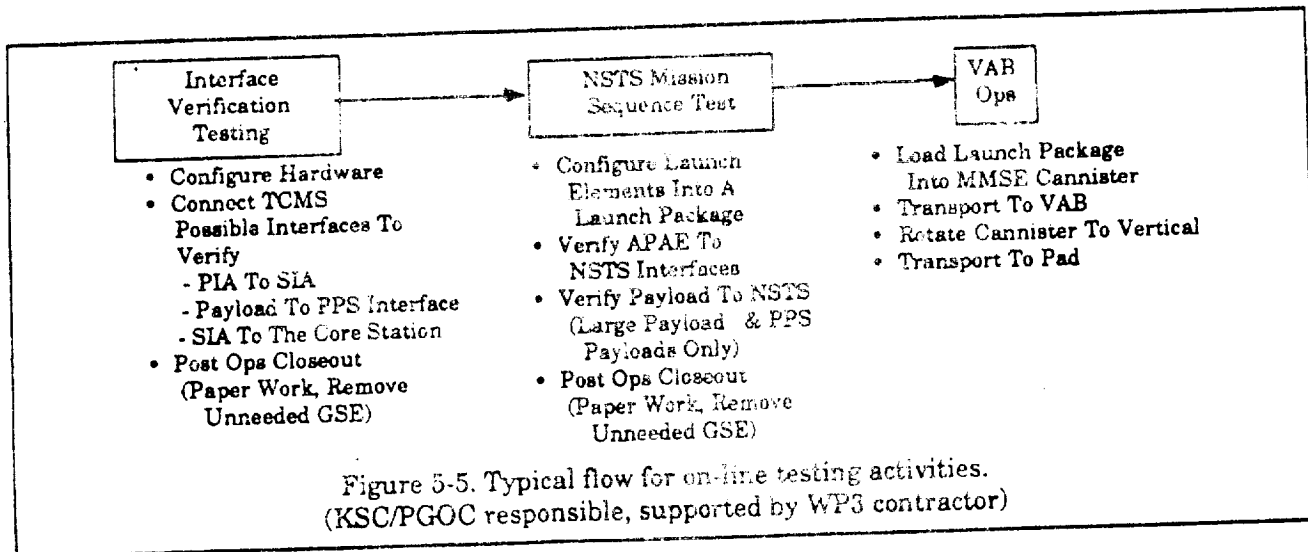 Interface
Verification
Testing
• Configure Hardware
• Connect TCMS
Possible Interfaces To
Verify
- PIA To SIA
- Payload To PPS Interface
- SIA To The Core Station
• Post Ops Closeout
(Paper Work, Remove
Unneeded GSE)
NSTS Mission
Sequence Test
• Configure Launch
Elements Into A
Launch Package
• Verify APAE To
NSTS Interfaces
• Verify Payload To NSTS
(Large Payload & PPS
Payloads Only)
• Post Ops Closeout
(Paper Work, Remove
Unneeded GSE)
VAB
Ops
• Load Launch Package
Into MMSE Cannister
• Transport To VAB
• Rotate Cannister To Vertical
• Transport To Pad
Figure 5-5. Typical flow for on-line testing activities.
(KSC/PGOC responsible, supported by WP3 contractor)